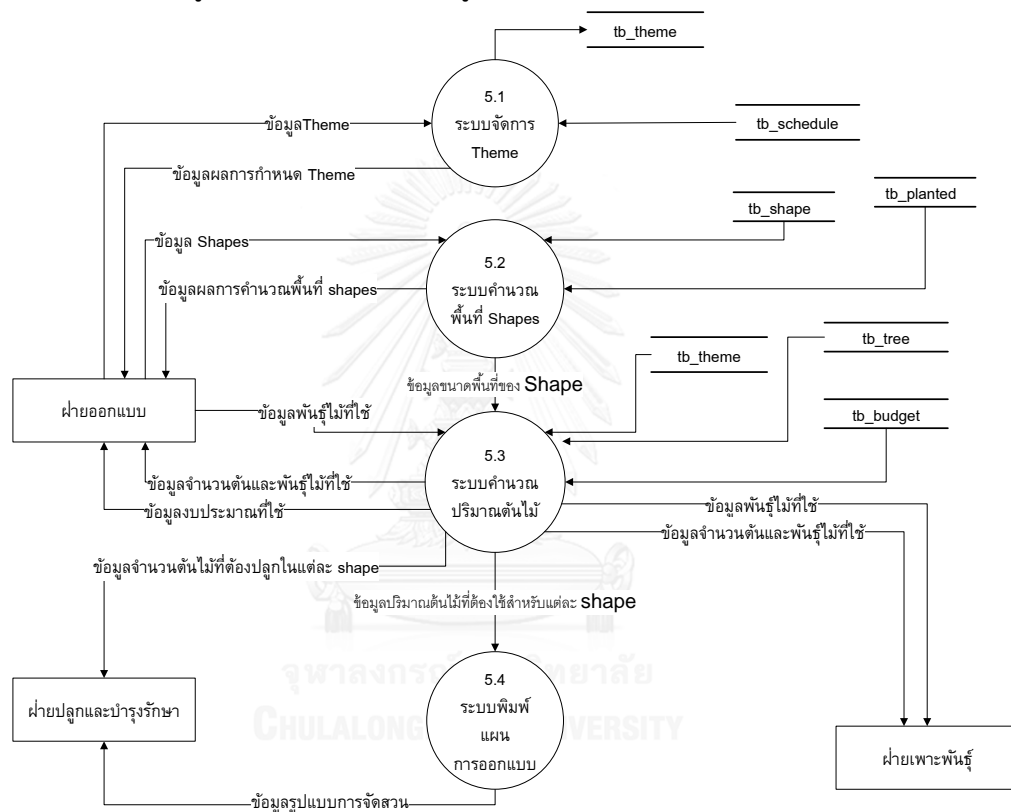 tb_theme
5.1
ระบบจัดการ
Theme
ข้อมูลTheme
tb_schedule
ข้อมูลผลการกำหนด Theme
tb_shape
tb_planted
ข้อมูล Shapes
5.2
ระบบคำนวณ
พื้นที่ Shapes
ข้อมูลผลการคำนวณพื้นที่ shapes
tb_theme
tb_tree
ข้อมูลขนาดพื้นที่ของ Shape
ฝ่ายออกแบบ
ข้อมูลพันธุ์ไม้ที่ใช้
tb_budget
5.3
ระบบคำนวณ
ปริมาณต้นไม้
ข้อมูลจำนวนต้นและพันธุ์ไม้ที่ใช้
ข้อมูลงบประมาณที่ใช้
ข้อมูลพันธุ์ไม้ที่ใช้
ข้อมูลจำนวนต้นและพันธุ์ไม้ที่ใช้
ข้อมูลจำนวนต้นไม้ที่ต้องปลูกในแต่ละ shape
ข้อมูลปริมาณต้นไม้ที่ต้องใช้สำหรับแต่ละ shape
5.4
ระบบพิมพ์
แผน
การออกแบบ
ฝ่ายปลูกและบำรุงรักษา
ฝ่ายเพาะพันธุ์
ข้อมูลรูปแบบการจัดสวน